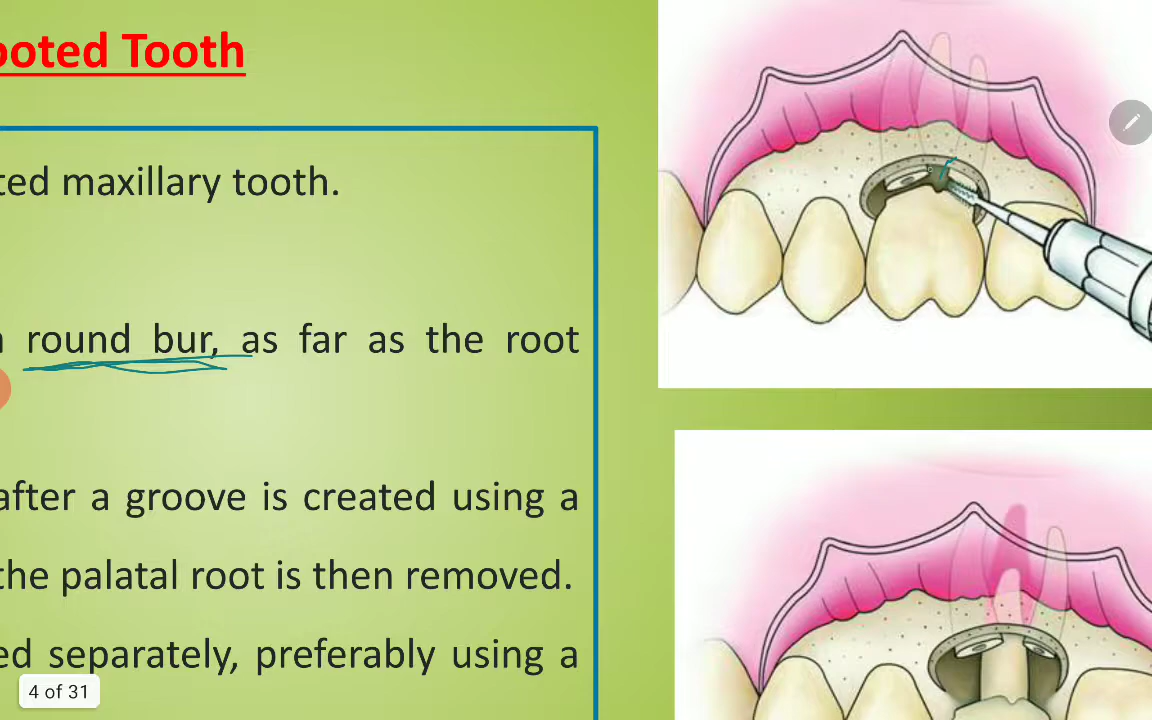 ooted Tooth
ted maxillary tooth.
round bur, as far as the root
after a groove is created using a
the palatal root is then removed.
ed separately, preferably using a
4 of 31